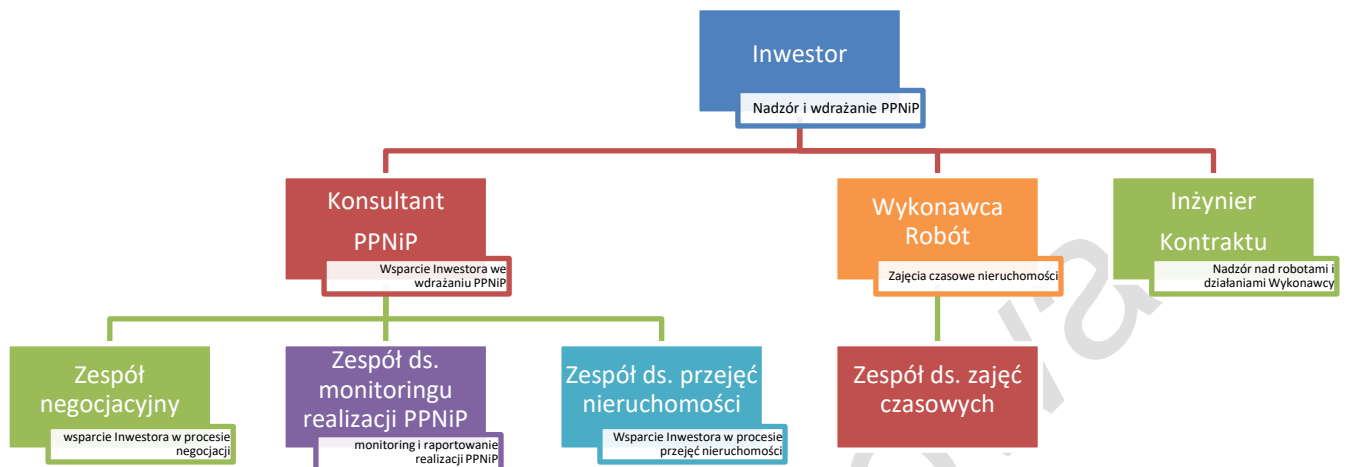 Inwestor
Nadzór i wdrażanie PPNiP
Konsultant
PPNiP
Wsparcie Inwestora we
wdrażaniu PPNiP
Wykonawca
Robót
Zajęcia czasowe nieruchomości
Inżynier
Kontraktu
Nadzór nad robotami i
działaniami Wykonawcy
Zespół
negocjacyjny
wsparcie Inwestora w procesie
negocjacji
Zespół ds.
monitoringu
realizacji PPNiP
monitoring i raportowanie
realizacji PPNiP
Zespół ds. przejęć
nieruchomości
Wsparcie Inwestora w procesie
przejęć nieruchomości
Zespół ds. zajęć
czasowych